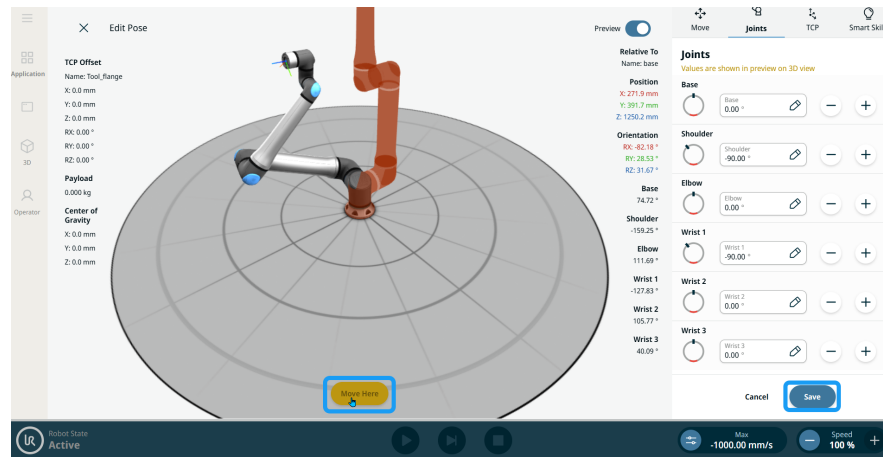 Edit Pose
Preview
Move
Joints
TCP
Smart Skil
Application
3D
Operator
TCP Offset
Name: Tool_flange
X: 0.0 mm
Y: 0.0 mm
Z: 0.0 mm
RX: 0.00 °
RY: 0.00 °
RZ: 0.00 °
Payload
0.000 kg
Center of
Gravity
X: 0.0 mm
Y: 0.0 mm
Z: 0.0 mm
Relative To
Name: base
Position
X: 271.9 mm
Y: 391.7 mm
Z: 1250.2 mm
Orientation
RX: -82.18 °
RY: 28.53 °
RZ: 31.67 °
Base
74.72 °
Shoulder
-159.25 °
Elbow
111.69 °
Wrist 1
-127.83 °
Wrist 2
105.77 °
Wrist 3
40.09 °
Joints
Values are shown in preview on 3D view
Base
Base
0.00 °
Shoulder
Shoulder
-90.00 °
Elbow
Elbow
0.00 °
Wrist 1
Wrist 1
-90.00 °
Wrist 2
Wrist 2
0.00 °
Wrist 3
Wrist 3
0.00 °
Move Here
Cancel
Save
UR
Robot State
Active
Max
-1000.00 mm/s
Speed
100 %